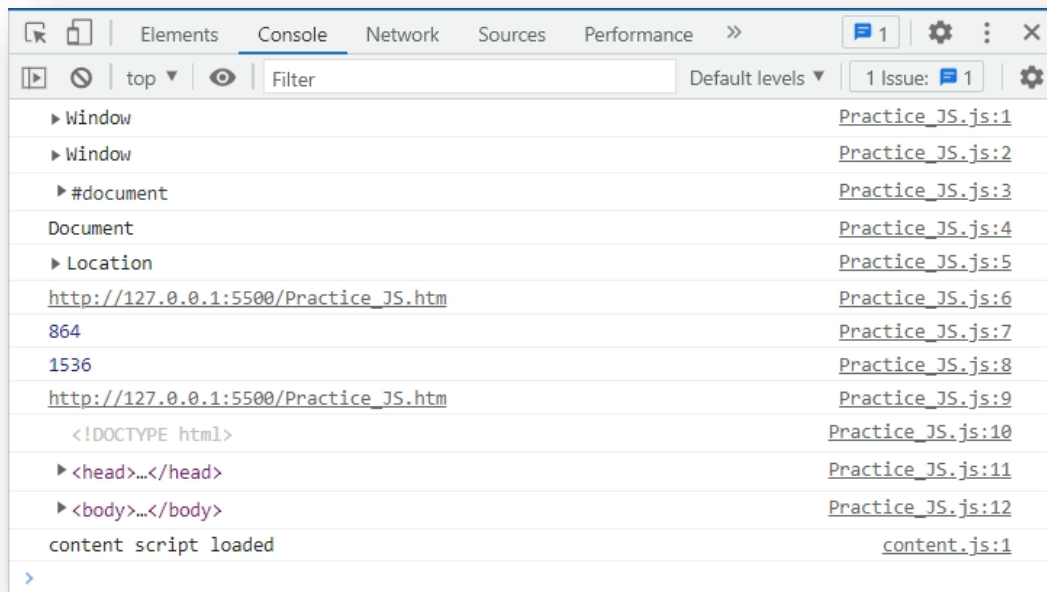 Elements Console Network Sources Performance » 1
top ▼ Filter Default levels ▼ 1 Issue: 1
▶ Window Practice_JS.js:1
▶ Window Practice_JS.js:2
▶ #document Practice_JS.js:3
Document Practice_JS.js:4
▶ Location Practice_JS.js:5
http://127.0.0.1:5500/Practice_JS.htm Practice_JS.js:6
864 Practice_JS.js:7
1536 Practice_JS.js:8
http://127.0.0.1:5500/Practice_JS.htm Practice_JS.js:9
<!DOCTYPE html> Practice_JS.js:10
▶ <head>…</head> Practice_JS.js:11
▶ <body>…</body> Practice_JS.js:12
content script loaded content.js:1